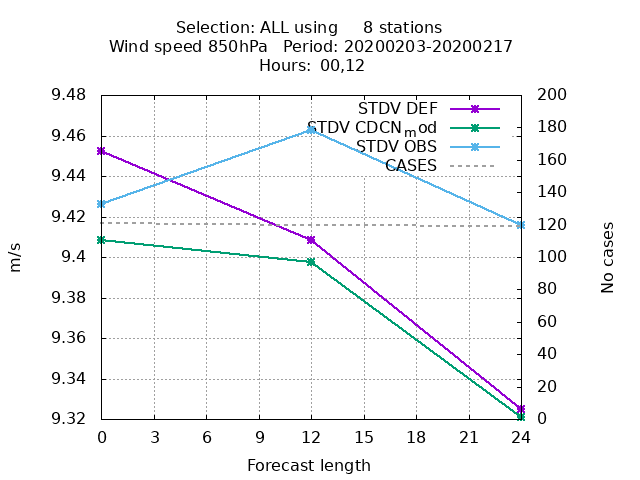 Selection: ALL using     8 stations
Wind speed 850hPa   Period: 20200203-20200217
Hours: 00,12
9.48
9.46
9.44
9.42
9.4
9.38
9.36
9.34
9.32
m/s
STDV DEF
STDV CDCNmod
STDV OBS
CASES
200
180
160
140
120
100
80
60
40
20
0
No cases
0 3 6 9 12 15 18 21 24
Forecast length